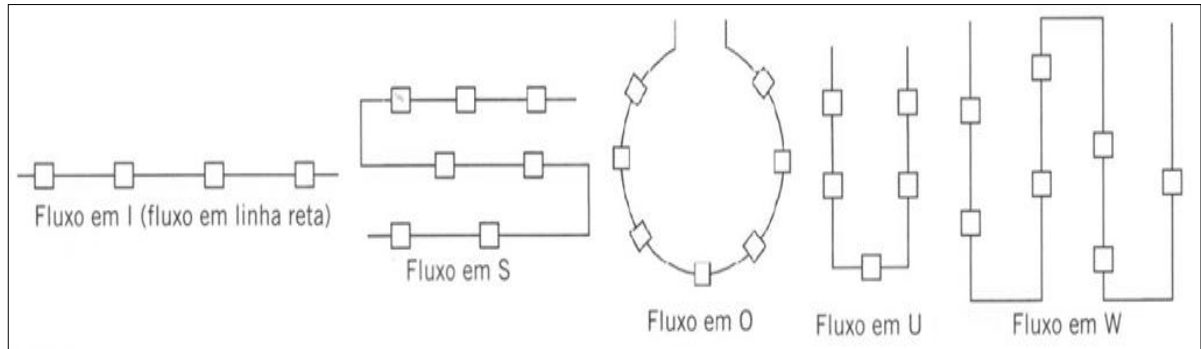 Fluxo em I (fluxo em linha reta)
Fluxo em S
Fluxo em O
Fluxo em U
Fluxo em W